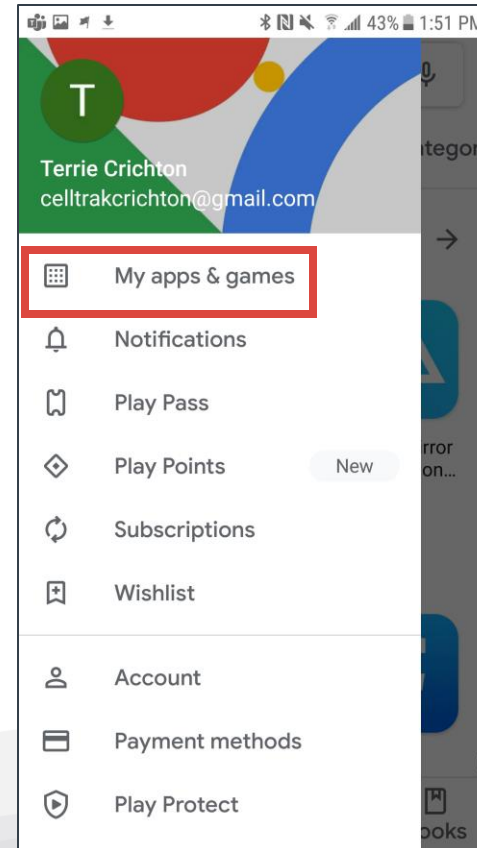 43% 1:51 PM
T
Terrie Crichton
celltrakcrichton@gmail.com
tegor
My apps & games
Notifications
Play Pass
rror
Play Points New
on...
Subscriptions
Wishlist
Account
Payment methods
Play Protect
ooks